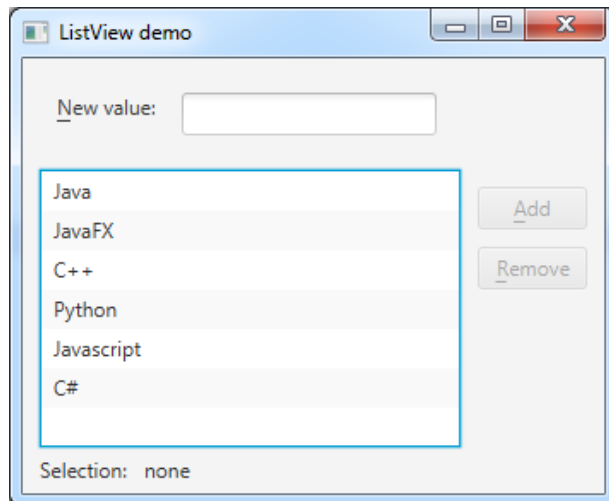 ListView demo
New value:
Java
JavaFX
C++
Python
Javascript
C#
Add
Remove
Selection: none